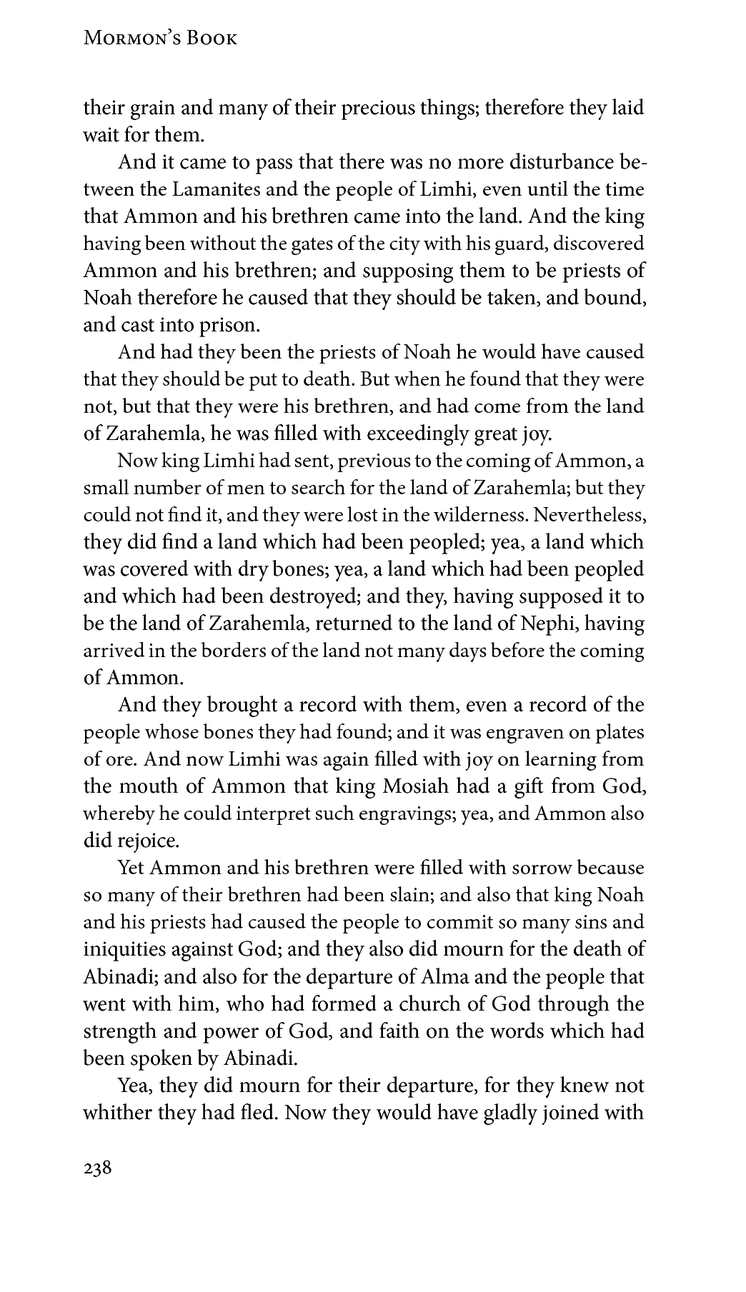 Mormon's Book
their grain and many of their precious things; therefore they laid
wait for them.
And it came to pass that there was no more disturbance be-
tween the Lamanites and the people of Limhi, even until the time
that Ammon and his brethren came into the land. And the king
having been without the gates of the city with his guard, discovered
Ammon and his brethren; and supposing them to be priests of
Noah therefore he caused that they should be taken, and bound,
and cast into prison.
And had they been the priests of Noah he would have caused
that they should be put to death. But when he found that they were
not, but that they were his brethren, and had come from the land
of Zarahemla, he was filled with exceedingly great joy.
Now king Limhi had sent, previous to the coming of Ammon, a
small number of men to search for the land of Zarahemla; but they
could not find it, and they were lost in the wilderness. Nevertheless,
they did find a land which had been peopled; yea, a land which
was covered with dry bones; yea, a land which had been peopled
and which had been destroyed; and they, having supposed it to
be the land of Zarahemla, returned to the land of Nephi, having
arrived in the borders of the land not many days before the coming
of Ammon.
And they brought a record with them, even a record of the
people whose bones they had found; and it was engraven on plates
of ore. And now Limhi was again filled with joy on learning from
the mouth of Ammon that king Mosiah had a gift from God,
whereby he could interpret such engravings; yea, and Ammon also
did rejoice.
Yet Ammon and his brethren were filled with sorrow because
so many of their brethren had been slain; and also that king Noah
and his priests had caused the people to commit so many sins and
iniquities against God; and they also did mourn for the death of
Abinadi; and also for the departure of Alma and the people that
went with him, who had formed a church of God through the
strength and power of God, and faith on the words which had
been spoken by Abinadi.
Yea, they did mourn for their departure, for they knew not
whither they had fled. Now they would have gladly joined with
238